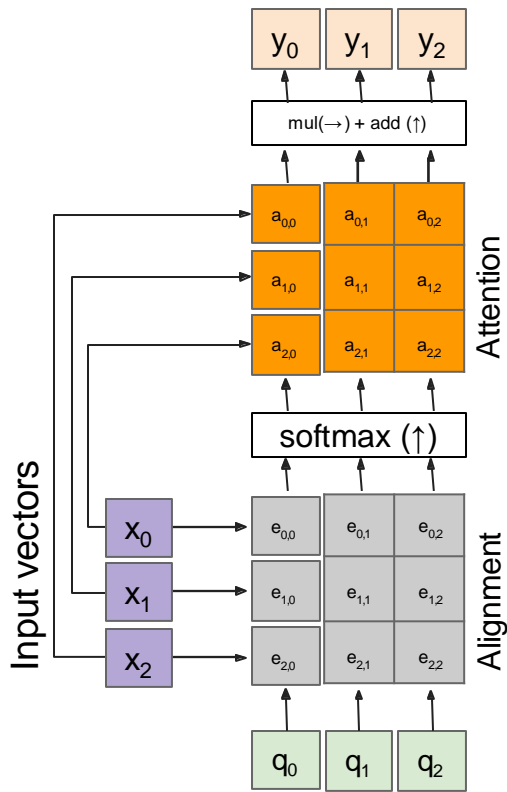 y0 y1 y2
mul(→) + add (↑)
a0,0 a0,1 a0,2
a1,0 a1,1 a1,2
a2,0 a2,1 a2,2
Attention
softmax (↑)
Input vectors
x0 e0,0 e0,1 e0,2
x1 e1,0 e1,1 e1,2
x2 e2,0 e2,1 e2,2
Alignment
q0 q1 q2